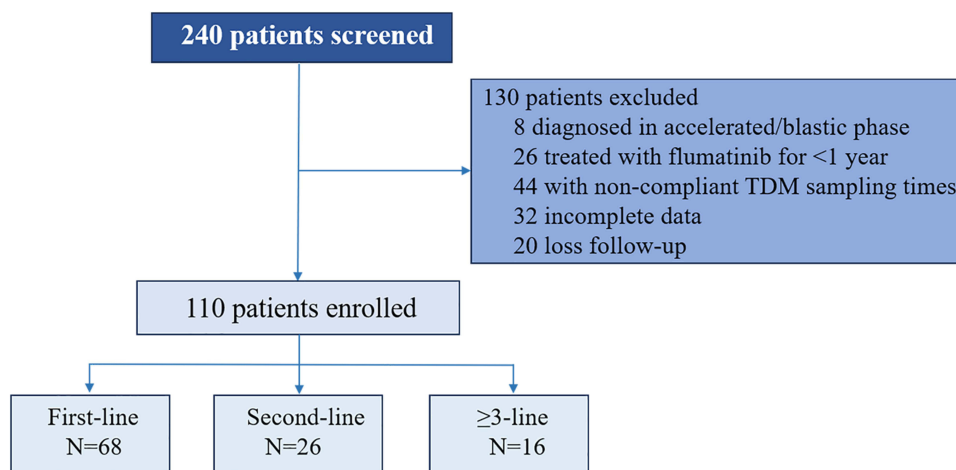 240 patients screened
130 patients excluded
8 diagnosed in accelerated/blastic phase
26 treated with flumatinib for <1 year
44 with non-compliant TDM sampling times
32 incomplete data
20 loss follow-up
110 patients enrolled
First-line
N=68
Second-line
N=26
≥3-line
N=16